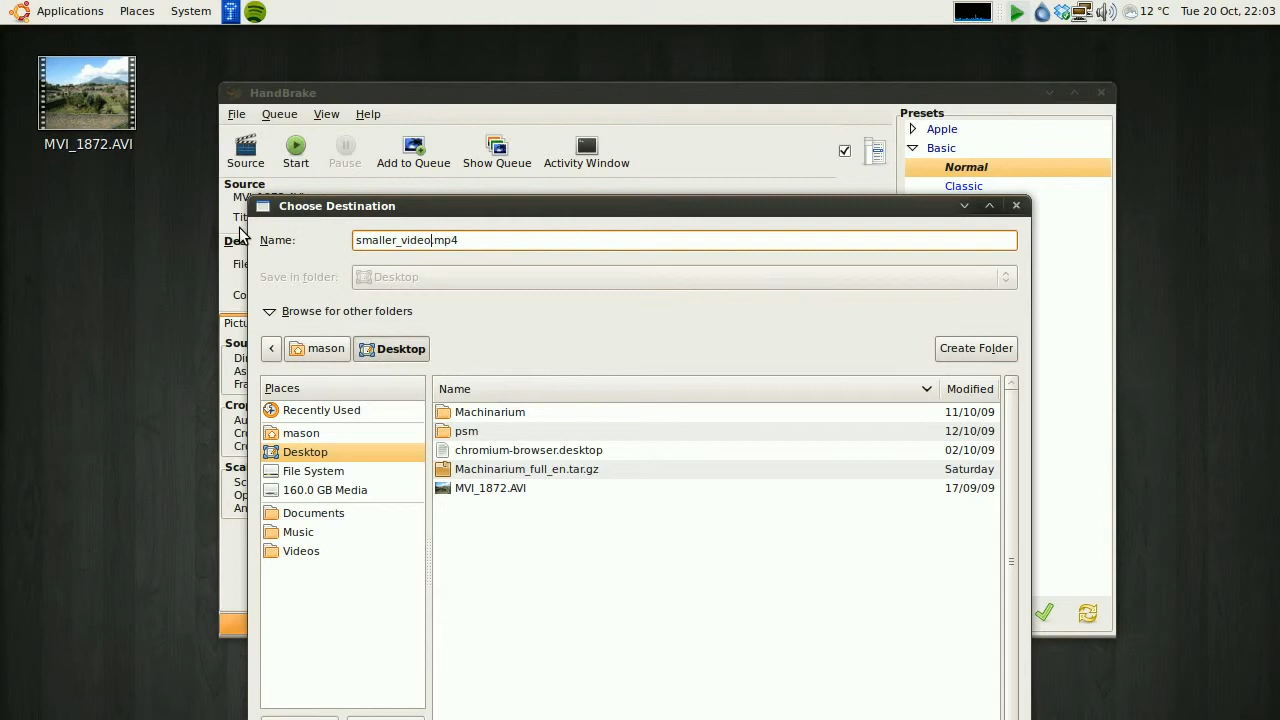 Applications Places System 12 °C Tue 20 Oct, 22:03
MVI_1872.AVI
HandBrake
File Queue View Help
Source Start Pause Add to Queue Show Queue Activity Window
Presets
Apple
Basic
Normal
Classic
Source
Choose Destination
Name: smaller_video.mp4
Save in folder: Desktop
Browse for other folders
mason Desktop Create Folder
Places
Recently Used
mason
Desktop
File System
160.0 GB Media
Documents
Music
Videos
Name Modified
Machinarium 11/10/09
psm 12/10/09
chromium-browser.desktop 02/10/09
Machinarium_full_en.tar.gz Saturday
MVI_1872.AVI 17/09/09